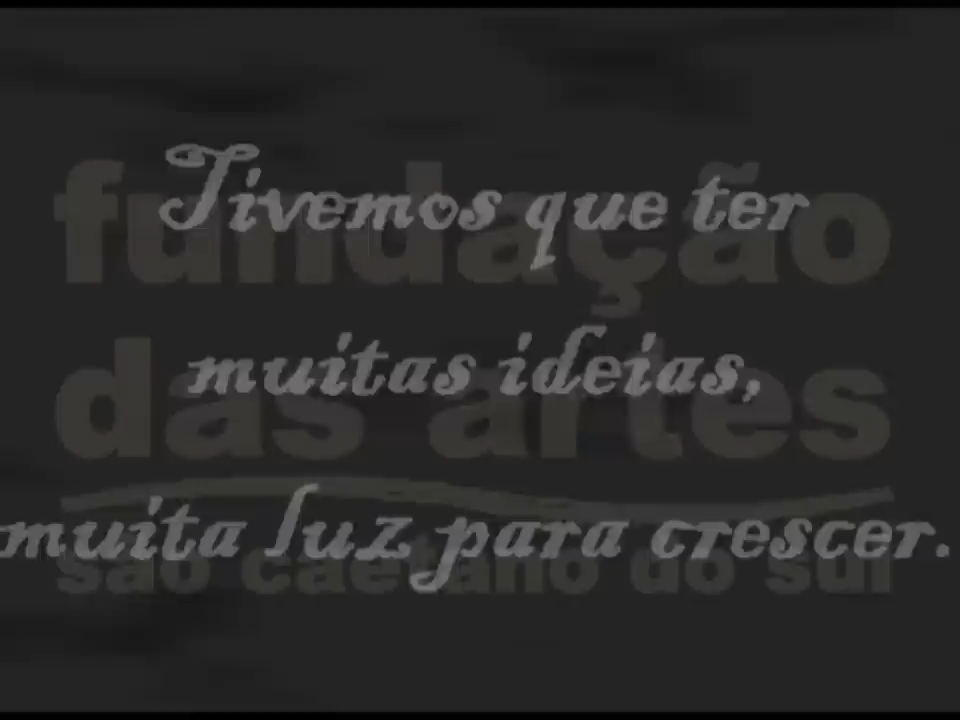 Tivemos que ter
muitas ideias,
muita luz para crescer.
fundação
das artes
são caetano do sul